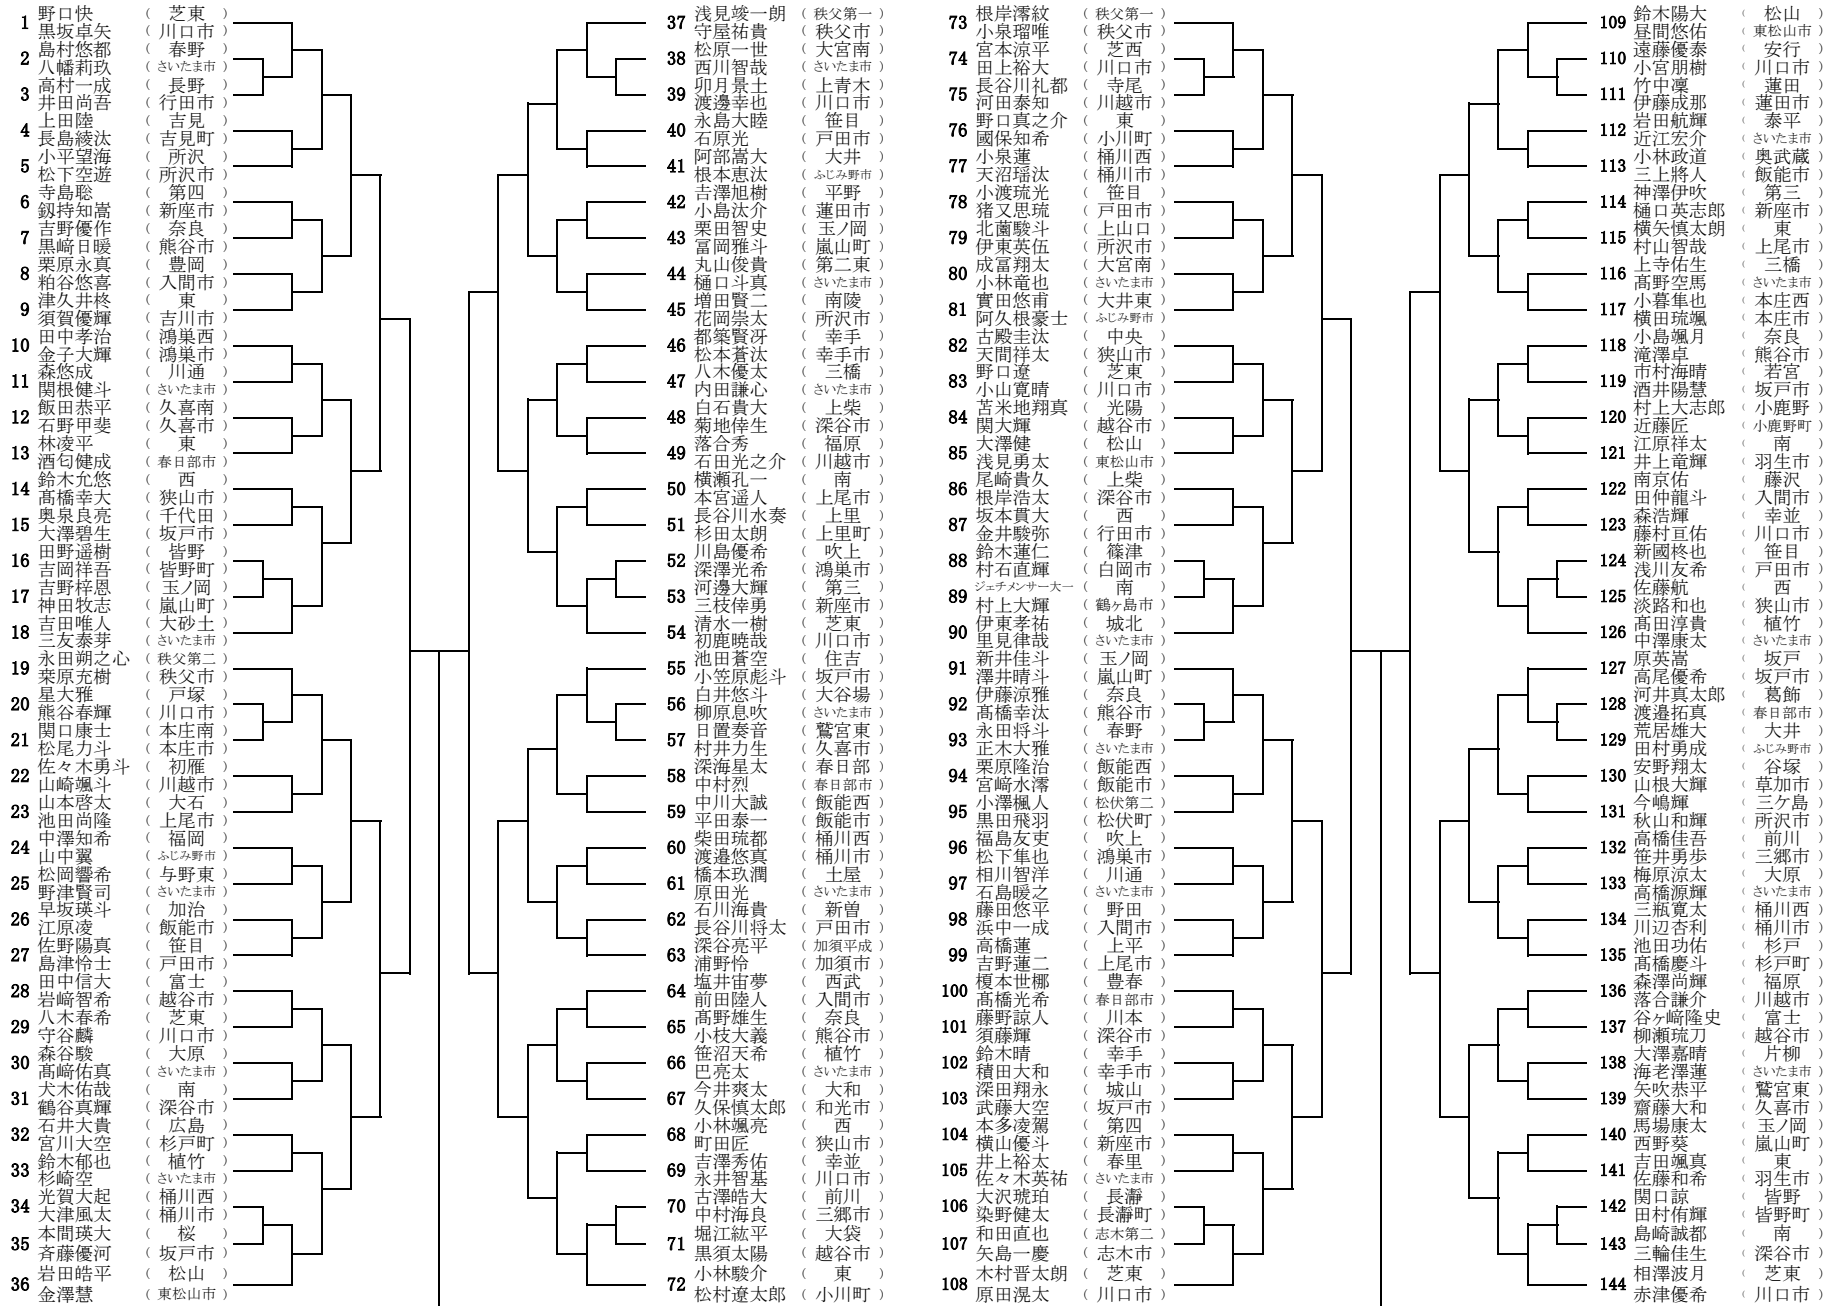 1 野口快 ( 芝東 )
黒坂卓矢 ( 川口市 )
2 島村悠都 ( 春野 )
八幡莉玖 ( さいたま市 )
3 高村一成 ( 長野 )
井田尚吾 ( 行田市 )
4 上田陸 ( 吉見 )
長島綾汰 ( 吉見町 )
5 小平望海 ( 所沢 )
松下空遊 ( 所沢市 )
6 寺島聡 ( 第四 )
釼持知嵩 ( 新座市 )
7 吉野優作 ( 奈良 )
黒﨑日暖 ( 熊谷市 )
8 栗原永真 ( 豊岡 )
粕谷悠喜 ( 入間市 )
9 津久井柊 ( 東 )
須賀優輝 ( 吉川市 )
10 田中孝治 ( 鴻巣西 )
金子大輝 ( 鴻巣市 )
11 森悠成 ( 川通 )
関根健斗 ( さいたま市 )
12 飯田恭平 ( 久喜南 )
石野甲斐 ( 久喜市 )
13 林凌平 ( 東 )
酒匂健成 ( 春日部市 )
14 鈴木允悠 ( 西 )
髙橋幸大 ( 狭山市 )
15 奥泉良亮 ( 千代田 )
大澤碧生 ( 坂戸市 )
16 田野遥樹 ( 皆野 )
吉岡祥吾 ( 皆野町 )
17 吉野梓恩 ( 玉ノ岡 )
神田牧志 ( 嵐山町 )
18 吉田唯人 ( 大砂土 )
三友泰芽 ( さいたま市 )
19 永田朔之心 ( 秩父第二 )
栗原充樹 ( 秩父市 )
20 星大雅 ( 戸塚 )
熊谷春輝 ( 川口市 )
21 関口康士 ( 本庄南 )
松尾力斗 ( 本庄市 )
22 佐々木勇斗 ( 初雁 )
山崎颯斗 ( 川越市 )
23 山本啓太 ( 大石 )
池田尚隆 ( 上尾市 )
24 中澤知希 ( 福岡 )
山中翼 ( ふじみ野市 )
25 松岡響希 ( 与野東 )
野津賢司 ( さいたま市 )
26 早坂瑛斗 ( 加治 )
江原凌 ( 飯能市 )
27 佐野陽真 ( 笹目 )
島津怜士 ( 戸田市 )
28 田中信大 ( 富士 )
岩﨑智希 ( 越谷市 )
29 八木春希 ( 芝東 )
守谷麟 ( 川口市 )
30 森谷駿 ( 大原 )
髙﨑佑真 ( さいたま市 )
31 犬木佑哉 ( 南 )
鶴谷真輝 ( 深谷市 )
32 石井大貴 ( 広島 )
宮川大空 ( 杉戸町 )
33 鈴木郁也 ( 植竹 )
杉崎空 ( さいたま市 )
34 光賀大起 ( 桶川西 )
大津風太 ( 桶川市 )
35 本間瑛大 ( 桜 )
斉藤優河 ( 坂戸市 )
36 岩田皓平 ( 松山 )
金澤慧 ( 東松山市 )
37 浅見竣一朗 ( 秩父第一 )
守屋祐貴 ( 秩父市 )
38 松原一世 ( 大宮南 )
西川智哉 ( さいたま市 )
39 卯月景土 ( 上青木 )
渡邊幸也 ( 川口市 )
40 永島大睦 ( 笹目 )
石原光 ( 戸田市 )
41 阿部嵩大 ( 大井 )
根本恵汰 ( ふじみ野市 )
42 吉澤旭樹 ( 平野 )
小島汰介 ( 蓮田市 )
43 栗田智史 ( 玉ノ岡 )
冨岡雅斗 ( 嵐山町 )
44 丸山俊貴 ( 第二東 )
樋口斗真 ( さいたま市 )
45 増田賢二 ( 南陵 )
花岡崇太 ( 所沢市 )
46 都築賢冴 ( 幸手 )
松本蒼汰 ( 幸手市 )
47 八木優太 ( 三橋 )
内田謙心 ( さいたま市 )
48 白石貴大 ( 上柴 )
菊地倖生 ( 深谷市 )
49 落合秀 ( 福原 )
石田光之介 ( 川越市 )
50 横瀬孔一 ( 南 )
本宮遥人 ( 上尾市 )
51 長谷川水奏 ( 上里 )
杉田太朗 ( 上里町 )
52 川島優希 ( 吹上 )
深澤光希 ( 鴻巣市 )
53 河邊大輝 ( 第三 )
三枝倖勇 ( 新座市 )
54 清水一樹 ( 芝東 )
初鹿暁哉 ( 川口市 )
55 池田蒼空 ( 住吉 )
小笠原彪斗 ( 坂戸市 )
56 白井悠斗 ( 大谷場 )
柳原息吹 ( さいたま市 )
57 日置奏音 ( 鷲宮東 )
村井力生 ( 久喜市 )
58 深海星太 ( 春日部 )
中村烈 ( 春日部市 )
59 中川大誠 ( 飯能西 )
平田泰一 ( 飯能市 )
60 柴田琉都 ( 桶川西 )
渡邉悠真 ( 桶川市 )
61 橋本玖潤 ( 土屋 )
原田光 ( さいたま市 )
62 石川海貴 ( 新曽 )
長谷川将太 ( 戸田市 )
63 深谷亮平 ( 加須平成 )
浦野怜 ( 加須市 )
64 塩井宙夢 ( 西武 )
前田陸人 ( 入間市 )
65 髙野雄生 ( 奈良 )
小枝大義 ( 熊谷市 )
66 笹沼天希 ( 植竹 )
巴亮太 ( さいたま市 )
67 今井爽太 ( 大和 )
久保慎太郎 ( 和光市 )
68 小林颯亮 ( 西 )
町田匠 ( 狭山市 )
69 吉澤秀佑 ( 幸並 )
永井智基 ( 川口市 )
70 古澤皓大 ( 前川 )
中村海良 ( 三郷市 )
71 堀江紘平 ( 大袋 )
黒須太陽 ( 越谷市 )
72 小林駿介 ( 東 )
松村遼太郎 ( 小川町 )
73 根岸澪紋 ( 秩父第一 )
小泉瑠唯 ( 秩父市 )
74 宮本涼平 ( 芝西 )
田上裕大 ( 川口市 )
75 長谷川礼都 ( 寺尾 )
河田泰知 ( 川越市 )
76 野口真之介 ( 東 )
國保知希 ( 小川町 )
77 小泉蓮 ( 桶川西 )
天沼瑶汰 ( 桶川市 )
78 小渡琉光 ( 笹目 )
猪又思琉 ( 戸田市 )
79 北薗駿斗 ( 上山口 )
伊東英伍 ( 所沢市 )
80 成冨翔太 ( 大宮南 )
小林竜也 ( さいたま市 )
81 實田悠甫 ( 大井東 )
阿久根豪士 ( ふじみ野市 )
82 古殿圭汰 ( 中央 )
天間祥太 ( 狭山市 )
83 野口遼 ( 芝東 )
小山寛晴 ( 川口市 )
84 苫米地翔真 ( 光陽 )
関大輝 ( 越谷市 )
85 大澤健 ( 松山 )
浅見勇太 ( 東松山市 )
86 尾崎貴久 ( 上柴 )
根岸浩太 ( 深谷市 )
87 坂本貫大 ( 西 )
金井駿弥 ( 行田市 )
88 鈴木蓮仁 ( 篠津 )
村石直輝 ( 白岡市 )
89 ジェチメンサー大一 ( 南 )
村上大輝 ( 鶴ヶ島市 )
90 伊東孝祐 ( 城北 )
里見律哉 ( さいたま市 )
91 新井佳斗 ( 玉ノ岡 )
澤井晴斗 ( 嵐山町 )
92 伊藤涼雅 ( 奈良 )
髙橋幸汰 ( 熊谷市 )
93 永田将斗 ( 春野 )
正木大雅 ( さいたま市 )
94 栗原隆治 ( 飯能西 )
宮﨑水澪 ( 飯能市 )
95 小澤楓人 ( 松伏第二 )
黒田飛羽 ( 松伏町 )
96 福島友吏 ( 吹上 )
松下隼也 ( 鴻巣市 )
97 相川智洋 ( 川通 )
石島暖之 ( さいたま市 )
98 藤田悠平 ( 野田 )
浜中一成 ( 入間市 )
99 高橋蓮 ( 上平 )
吉野蓮二 ( 上尾市 )
100 榎本世梛 ( 豊春 )
髙橋光希 ( 春日部市 )
101 藤野諒人 ( 川本 )
須藤輝 ( 深谷市 )
102 鈴木晴 ( 幸手 )
積田大和 ( 幸手市 )
103 深田翔永 ( 城山 )
武藤大空 ( 坂戸市 )
104 本多凌駕 ( 第四 )
横山優斗 ( 新座市 )
105 井上裕太 ( 春里 )
佐々木英祐 ( さいたま市 )
106 大沢琥珀 ( 長瀞 )
染野健太 ( 長瀞町 )
107 和田直也 ( 志木第二 )
矢島一慶 ( 志木市 )
108 木村晋太朗 ( 芝東 )
原田滉太 ( 川口市 )
109 鈴木陽大 ( 松山 )
昼間悠佑 ( 東松山市 )
110 遠藤優泰 ( 安行 )
小宮朋樹 ( 川口市 )
111 竹中凜 ( 蓮田 )
伊藤成那 ( 蓮田市 )
112 岩田航輝 ( 泰平 )
近江宏介 ( さいたま市 )
113 小林政道 ( 奥武蔵 )
三上將人 ( 飯能市 )
114 神澤伊吹 ( 第三 )
樋口英志郎 ( 新座市 )
115 横矢慎太朗 ( 東 )
村山智哉 ( 上尾市 )
116 上寺佑生 ( 三橋 )
髙野空馬 ( さいたま市 )
117 小暮隼也 ( 本庄西 )
横田琉颯 ( 本庄市 )
118 小島颯月 ( 奈良 )
滝澤卓 ( 熊谷市 )
119 市村海晴 ( 若宮 )
酒井陽慧 ( 坂戸市 )
120 村上大志郎 ( 小鹿野 )
近藤匠 ( 小鹿野町 )
121 江原祥太 ( 南 )
井上竜輝 ( 羽生市 )
122 南京佑 ( 藤沢 )
田仲龍斗 ( 入間市 )
123 森浩輝 ( 幸並 )
藤村亘佑 ( 川口市 )
124 新國柊也 ( 笹目 )
浅川友希 ( 戸田市 )
125 佐藤航 ( 西 )
淡路和也 ( 狭山市 )
126 髙田淳貴 ( 植竹 )
中澤康太 ( さいたま市 )
127 原英嵩 ( 坂戸 )
高尾優希 ( 坂戸市 )
128 河井真太郎 ( 葛飾 )
渡邉拓真 ( 春日部市 )
129 荒居雄大 ( 大井 )
田村勇成 ( ふじみ野市 )
130 安野翔太 ( 谷塚 )
山根大輝 ( 草加市 )
131 今嶋輝 ( 三ケ島 )
秋山和輝 ( 所沢市 )
132 高橋佳吾 ( 前川 )
笹井勇歩 ( 三郷市 )
133 梅原涼太 ( 大原 )
高橋源輝 ( さいたま市 )
134 三瓶寛太 ( 桶川西 )
川辺杏利 ( 桶川市 )
135 池田功佑 ( 杉戸 )
髙橋慶斗 ( 杉戸町 )
136 森澤尚輝 ( 福原 )
落合謙介 ( 川越市 )
137 谷ヶ﨑隆史 ( 富士 )
柳瀬琉刀 ( 越谷市 )
138 大澤嘉晴 ( 片柳 )
海老澤蓮 ( さいたま市 )
139 矢吹恭平 ( 鷲宮東 )
齋藤大和 ( 久喜市 )
140 馬場康太 ( 玉ノ岡 )
西野葵 ( 嵐山町 )
141 吉田颯真 ( 東 )
佐藤和希 ( 羽生市 )
142 関口諒 ( 皆野 )
田村侑輝 ( 皆野町 )
143 島崎誠都 ( 南 )
三輪佳生 ( 深谷市 )
144 相澤波月 ( 芝東 )
赤津優希 ( 川口市 )